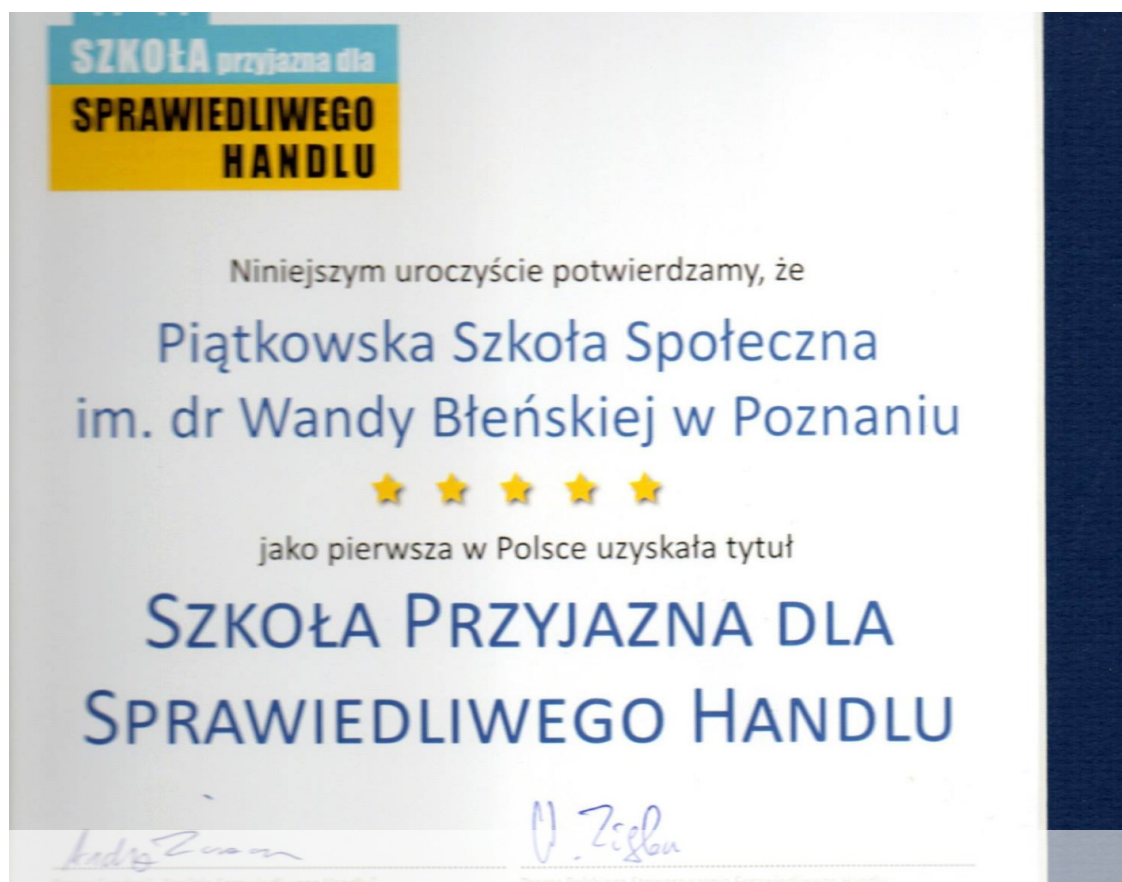 SZKOŁA przyjazna dla
SPRAWIEDLIWEGO
HANDLU
Niniejszym uroczyście potwierdzamy, że
Piątkowska Szkoła Społeczna
im. dr Wandy Błeńskiej w Poznaniu
jako pierwsza w Polsce uzyskała tytuł
SZKOŁA PRZYJAZNA DLA
SPRAWIEDLIWEGO HANDLU